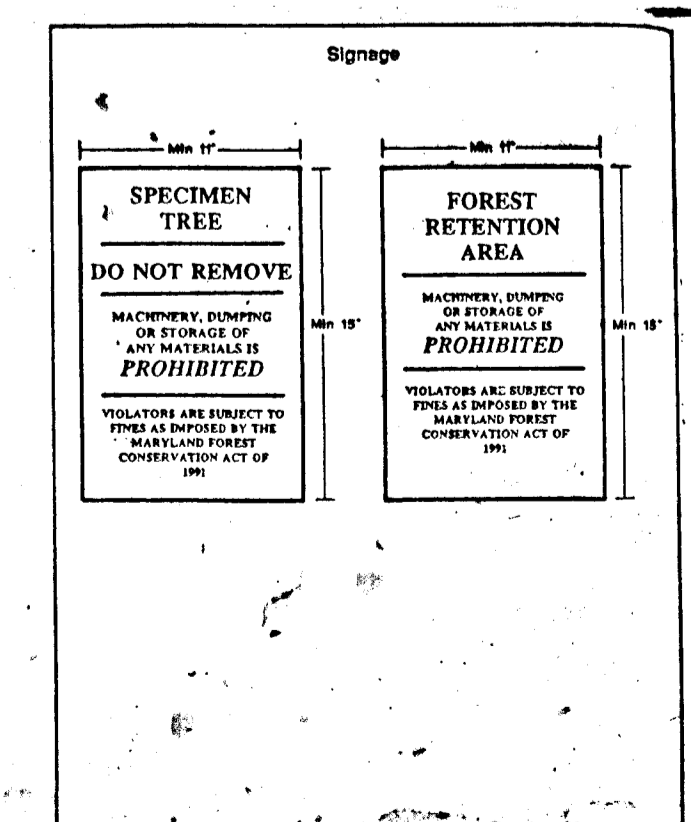 Signage
Min 11"
SPECIMEN
TREE
DO NOT REMOVE
MACHINERY, DUMPING
OR STORAGE OF
ANY MATERIALS IS
PROHIBITED
VIOLATORS ARE SUBJECT TO
FINES AS IMPOSED BY THE
MARYLAND FOREST
CONSERVATION ACT OF
1991
Min 15"
Min 11"
FOREST
RETENTION
AREA
MACHINERY, DUMPING
OR STORAGE OF
ANY MATERIALS IS
PROHIBITED
VIOLATORS ARE SUBJECT TO
FINES AS IMPOSED BY THE
MARYLAND FOREST
CONSERVATION ACT OF
1991
Min 15"